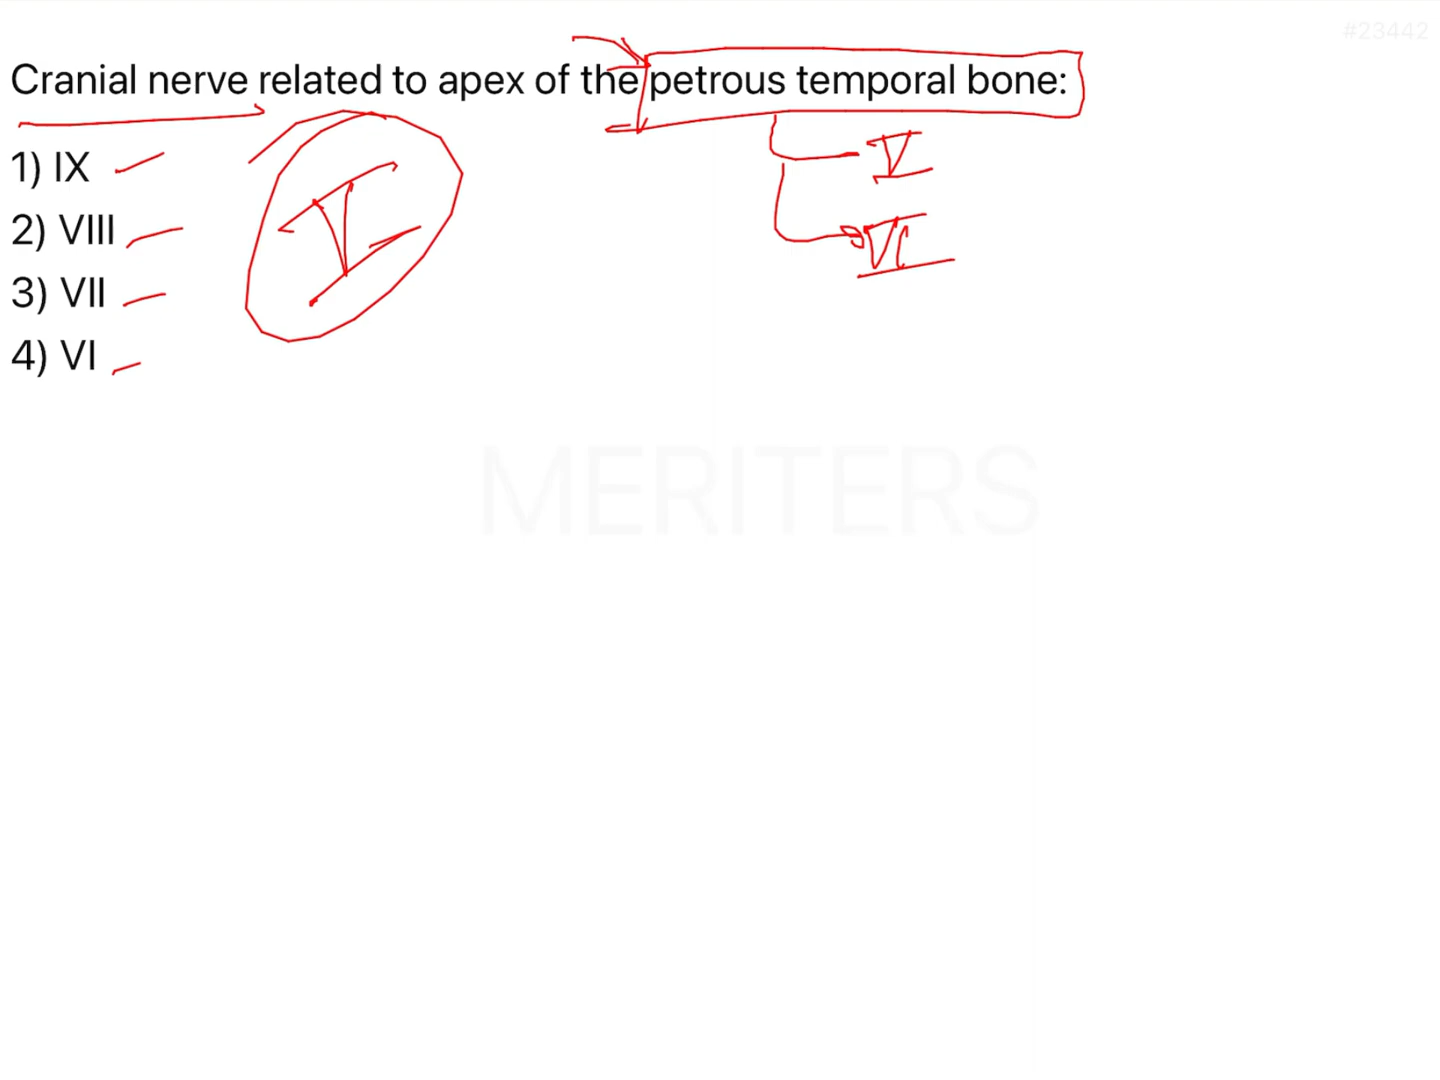 #23442
Cranial nerve related to apex of the petrous temporal bone:
V
1) IX
V
2) VIII
VI
3) VII
4) VI
MERITERS